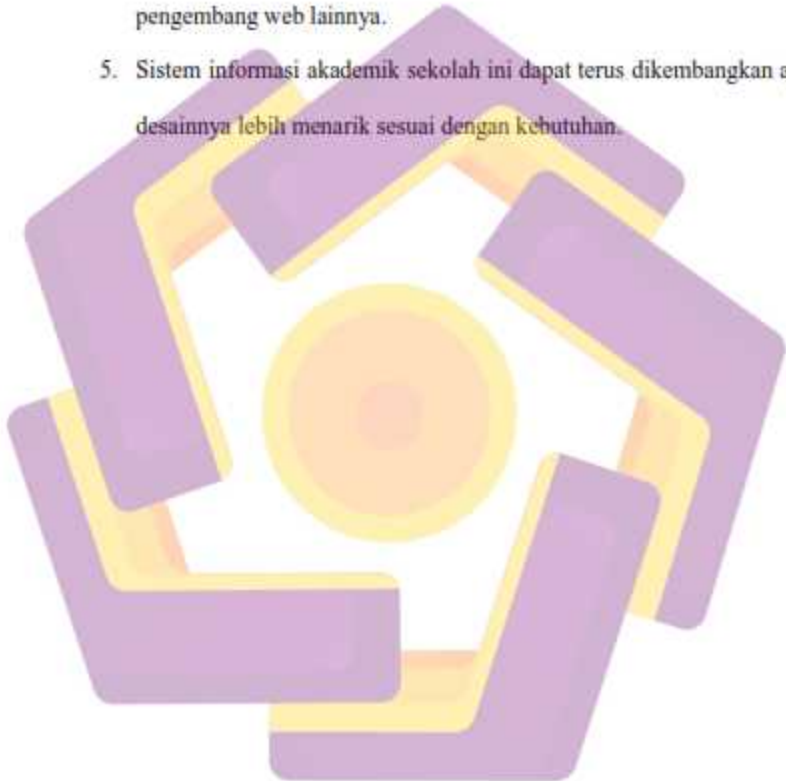 pengembang web lainnya.
5. Sistem informasi akademik sekolah ini dapat terus dikembangkan a
desainnya lebih menarik sesuai dengan kebutuhan.